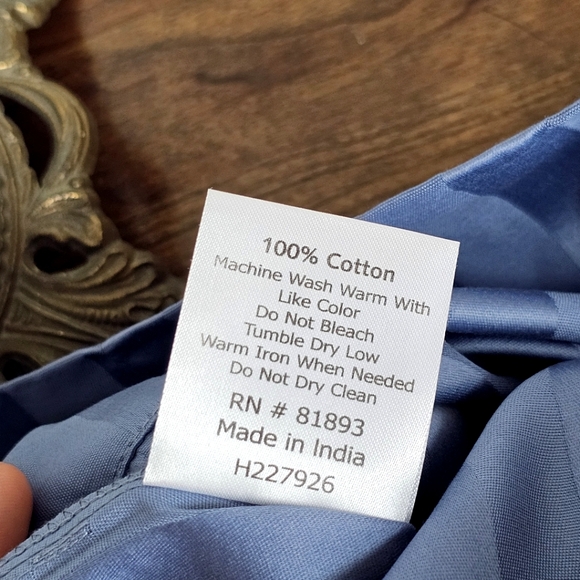 100% Cotton
Machine Wash Warm With
Like Color
Do Not Bleach
Tumble Dry Low
Warm Iron When Needed
Do Not Dry Clean
RN # 81893
Made in India
H227926